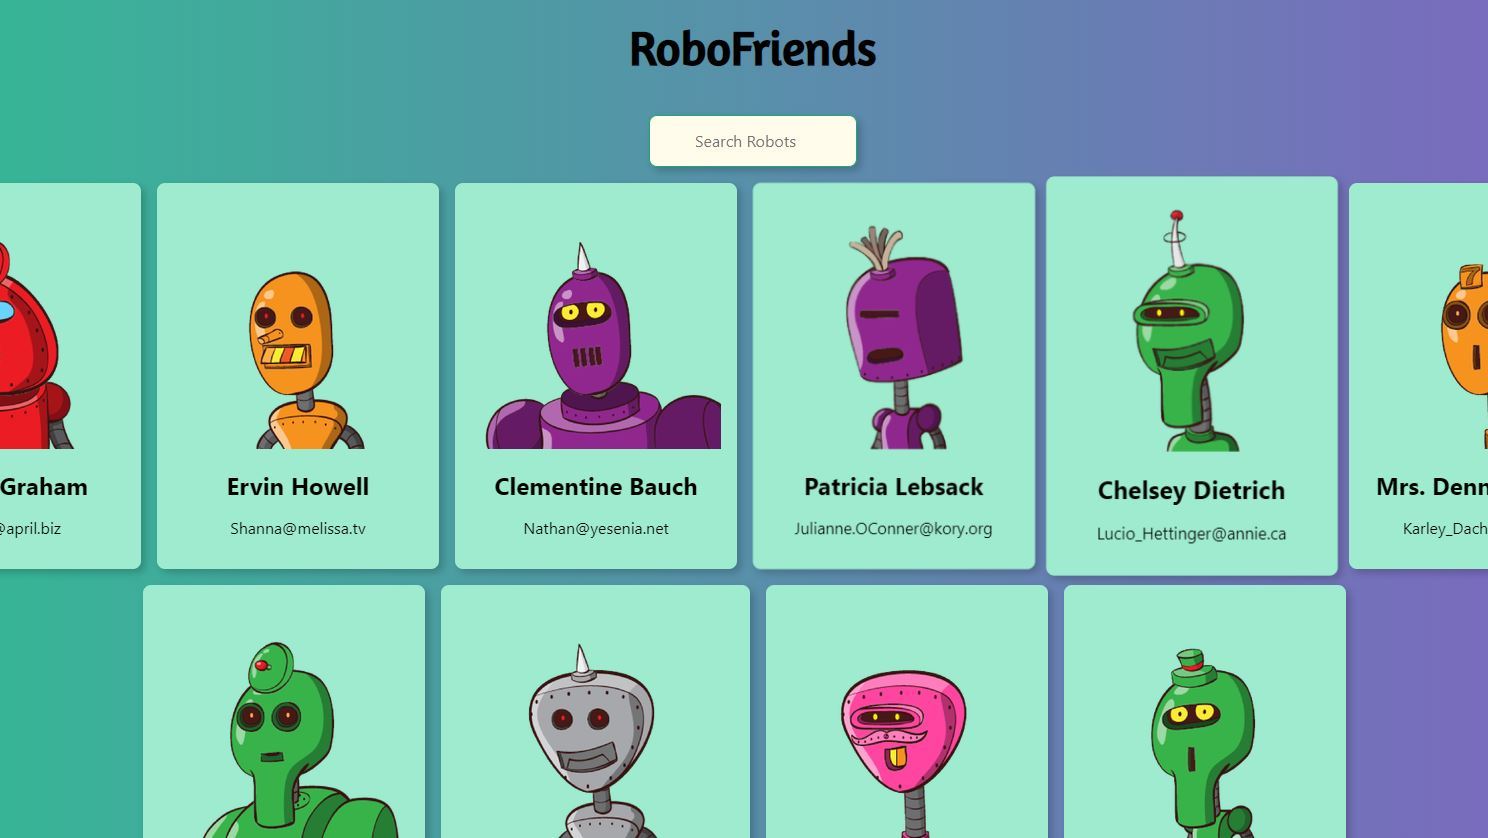 RoboFriends
Search Robots
Graham
@april.biz
Ervin Howell
Shanna@melissa.tv
Clementine Bauch
Nathan@yesenia.net
Patricia Lebsack
Julianne.OConner@kory.org
Chelsey Dietrich
Lucio_Hettinger@annie.ca
7
Mrs. Denn
Karley_Dach